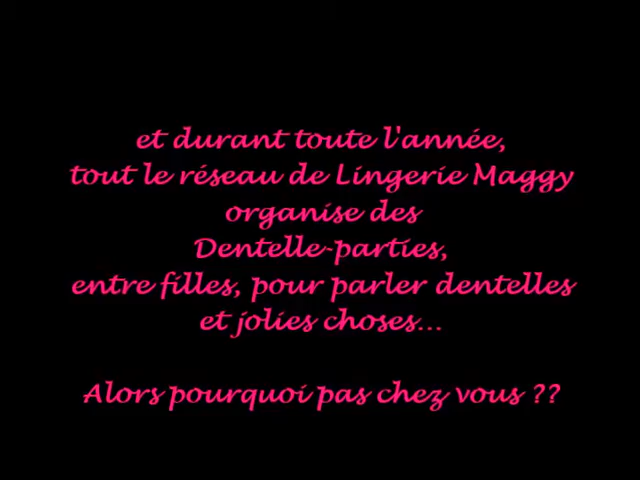 et durant toute l'année,
tout le réseau de Lingerie Maggy
organise des
Dentelle-parties,
entre filles, pour parler dentelles
et jolies choses...
Alors pourquoi pas chez vous ??